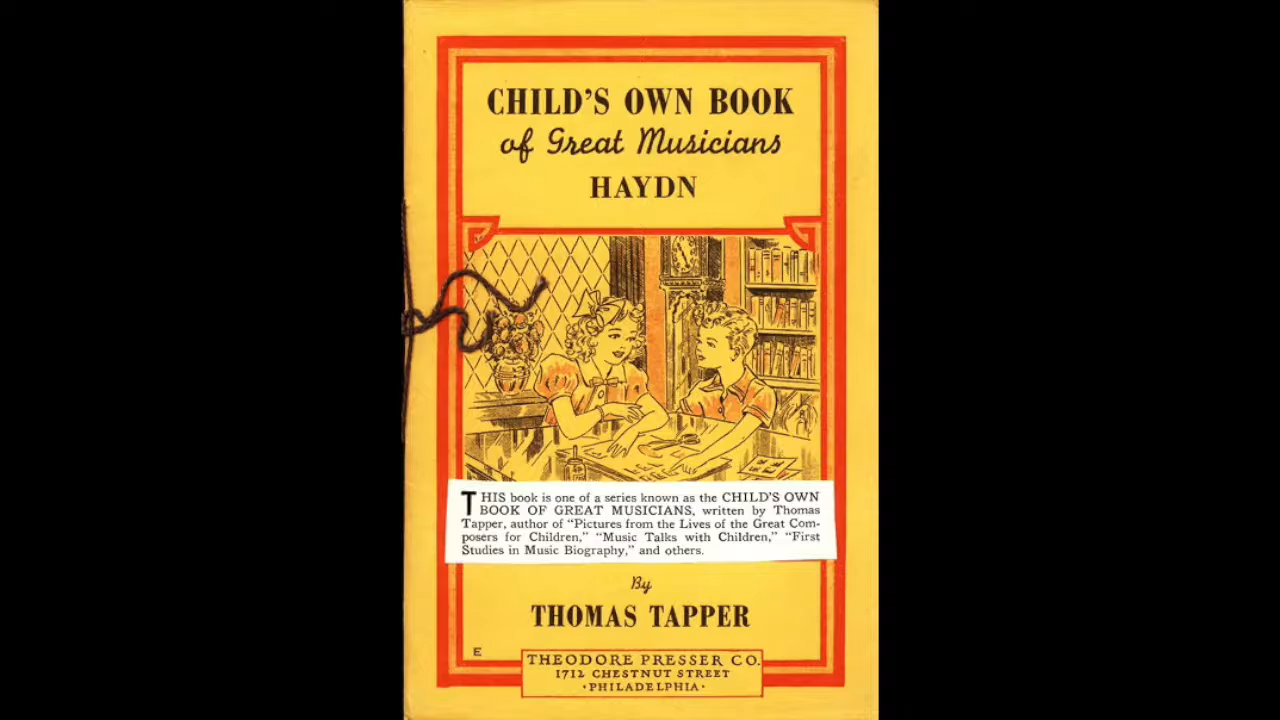 CHILD'S OWN BOOK
of Great Musicians
HAYDN
THIS book is one of a series known as the CHILD'S OWN
BOOK OF GREAT MUSICIANS, written by Thomas
Tapper, author of "Pictures from the Lives of the Great Com-
posers for Children," "Music Talks with Children," "First
Studies in Music Biography," and others.
By
THOMAS TAPPER
E
THEODORE PRESSER CO.
1712 CHESTNUT STREET
·PHILADELPHIA·